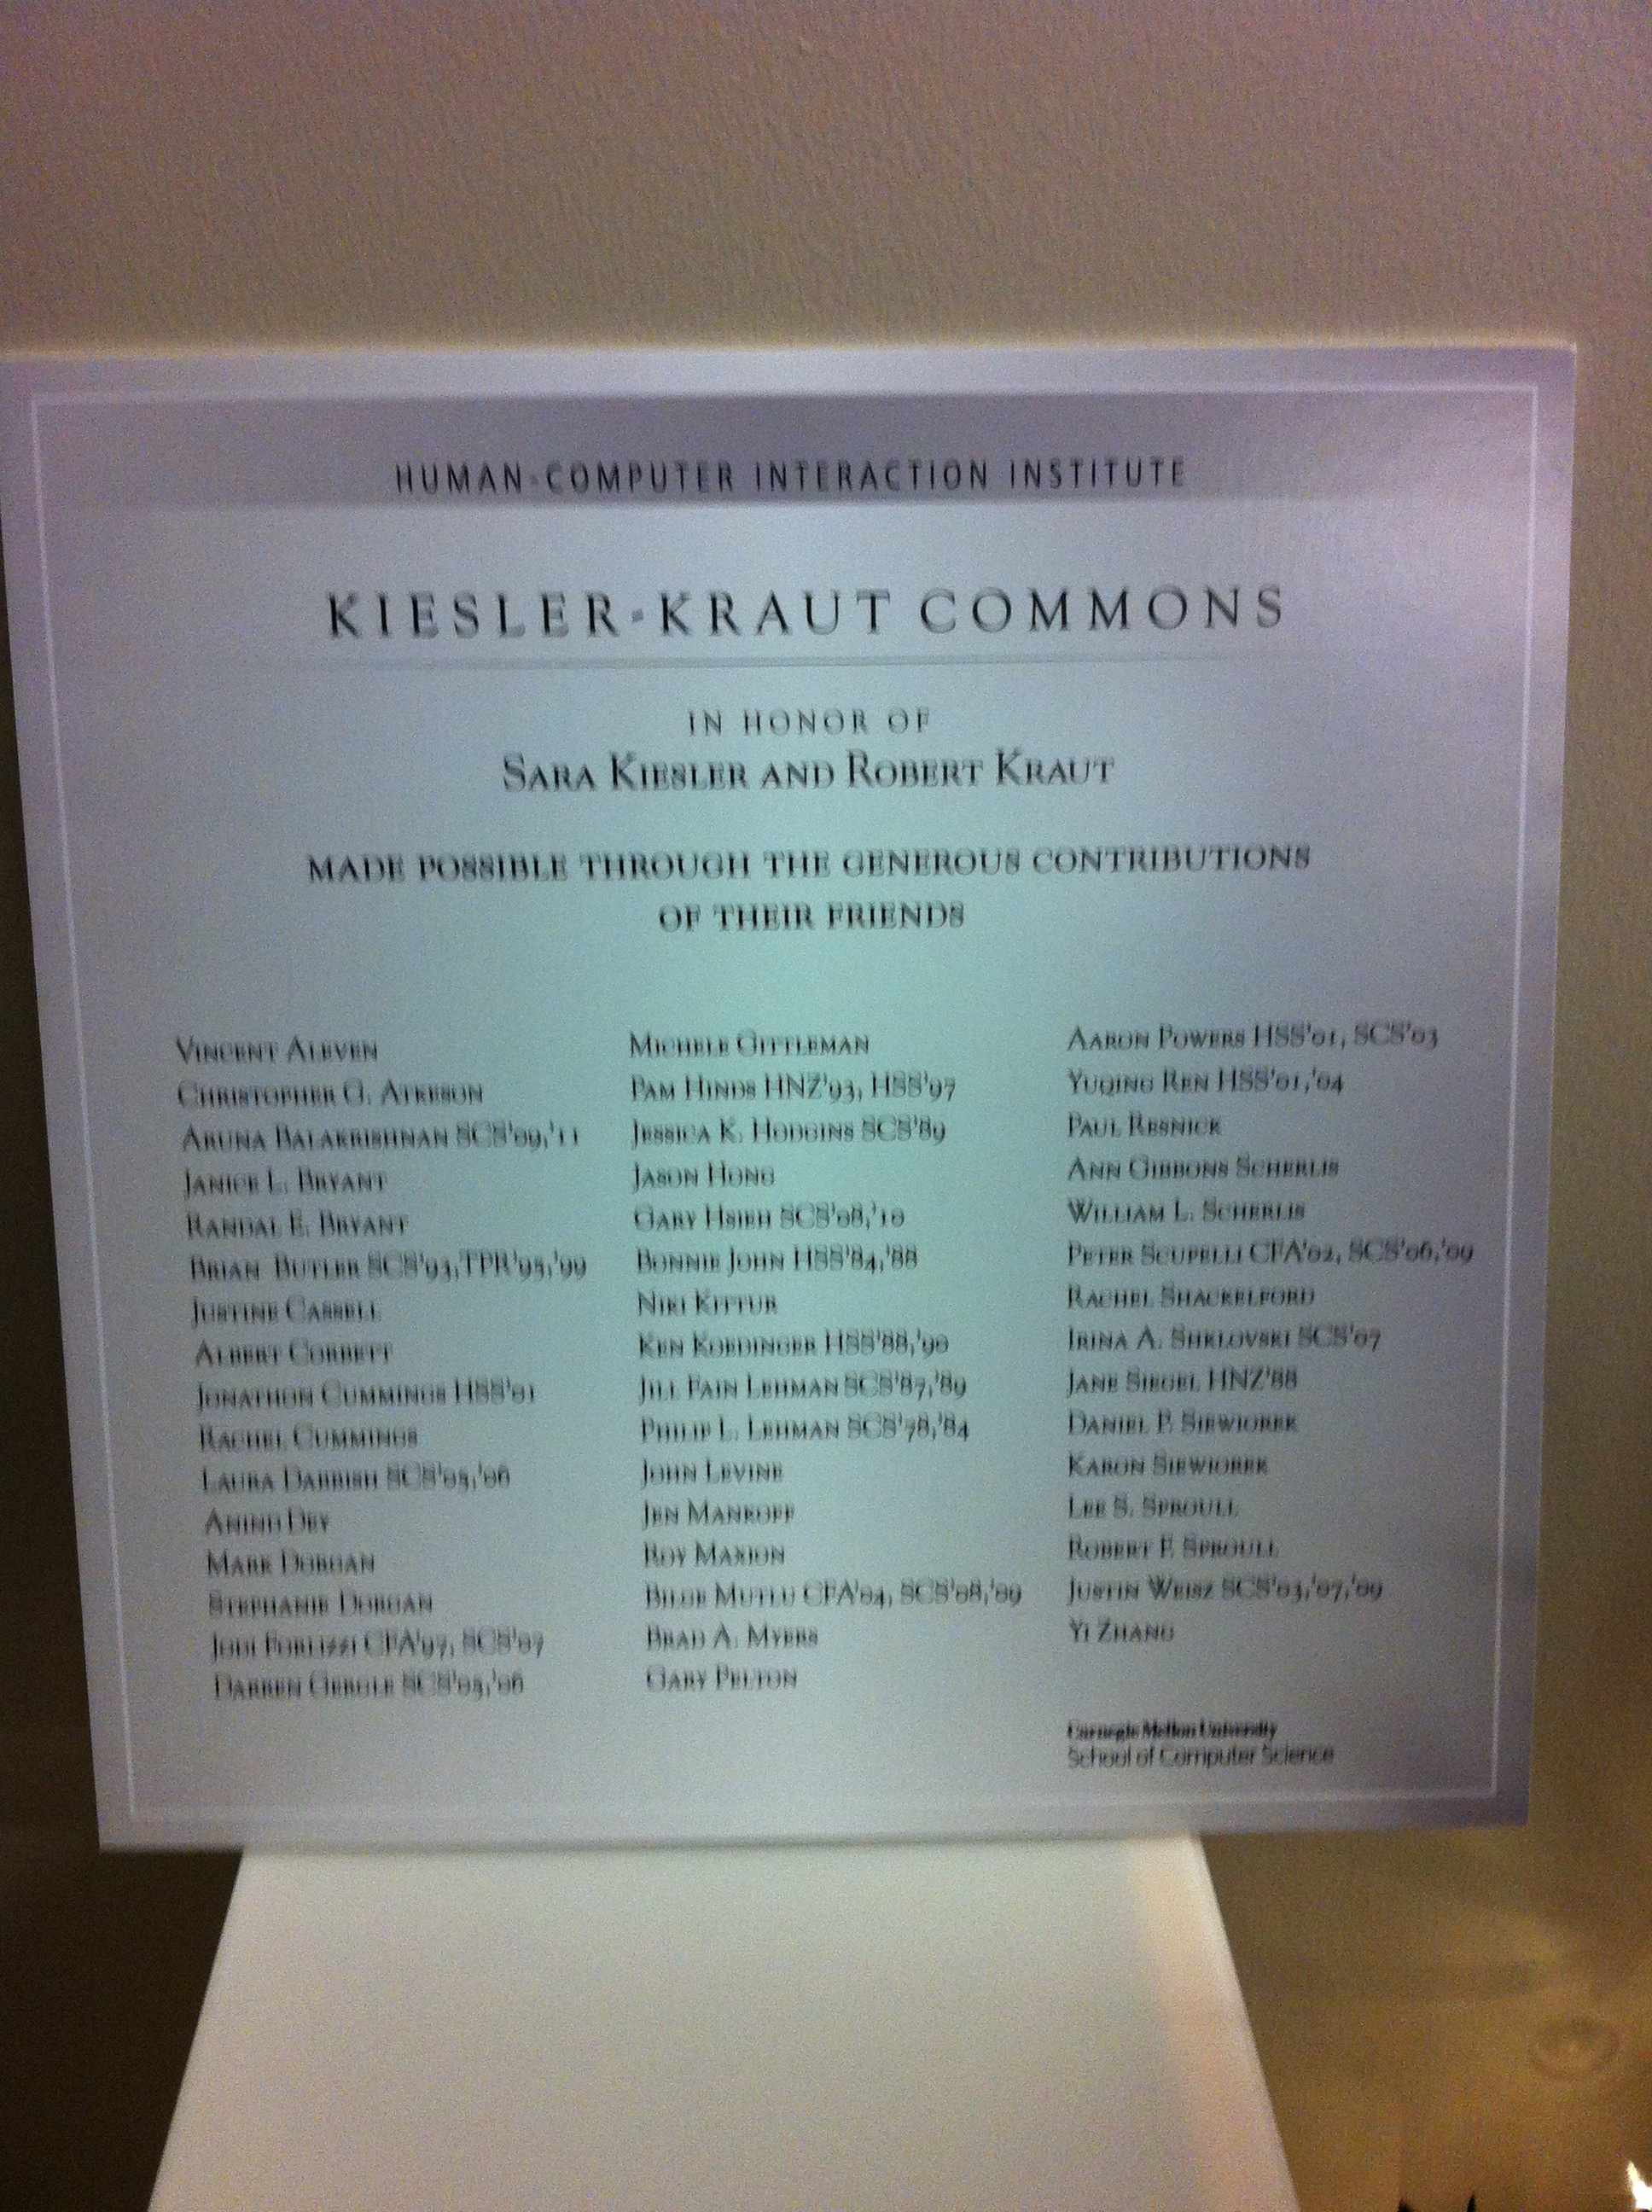 HUMAN-COMPUTER INTERACTION INSTITUTE
KIESLER-KRAUT COMMONS
IN HONOR OF
SARA KIESLER AND ROBERT KRAUT
MADE POSSIBLE THROUGH THE GENEROUS CONTRIBUTIONS
OF THEIR FRIENDS
VINCENT ALEVEN
CHRISTOPHER G. ATKESON
ARUNA BALAKRISHNAN SCS'09,'11
JANICE L. BRYANT
RANDAL E. BRYANT
BRIAN BUTLER SCS'93,TPR'95,'99
JUSTINE CASSELL
ALBERT CORBETT
JONATHON CUMMINGS HSS'01
RACHEL CUMMINGS
LAURA DABBISH SCS'05,'06
ANIND DEY
MARK DORGAN
STEPHANIE DORGAN
JODI FORLIZZI CFA'97, SCS'07
DARREN GERGLE SCS'05,'06
MICHELE GITTLEMAN
PAM HINDS HNZ'93, HSS'97
JESSICA K. HODGINS SCS'89
JASON HONG
GARY HSIEH SCS'08,'10
BONNIE JOHN HSS'84,'88
NIKI KITTUR
KEN KOEDINGER HSS'88,'90
JILL FAIN LEHMAN SCS'87,'89
PHILIP L. LEHMAN SCS'78,'84
JOHN LEVINE
JEN MANKOFF
ROY MAXION
BILGE MUTLU CFA'04, SCS'08,'09
BRAD A. MYERS
GARY PELTON
AARON POWERS HSS'01, SCS'03
YUQING REN HSS'01,'04
PAUL RESNICK
ANN GIBBONS SCHERLIS
WILLIAM L. SCHERLIS
PETER SCUPELLI CFA'02, SCS'06,'09
RACHEL SHACKELFORD
IRINA A. SHKLOVSKI SCS'07
JANE SIEGEL HNZ'88
DANIEL P. SIEWIOREK
KARON SIEWIOREK
LEE S. SPROULL
ROBERT F. SPROULL
JUSTIN WEISZ SCS'03,'07,'09
YI ZHANG
Carnegie Mellon University
School of Computer Science